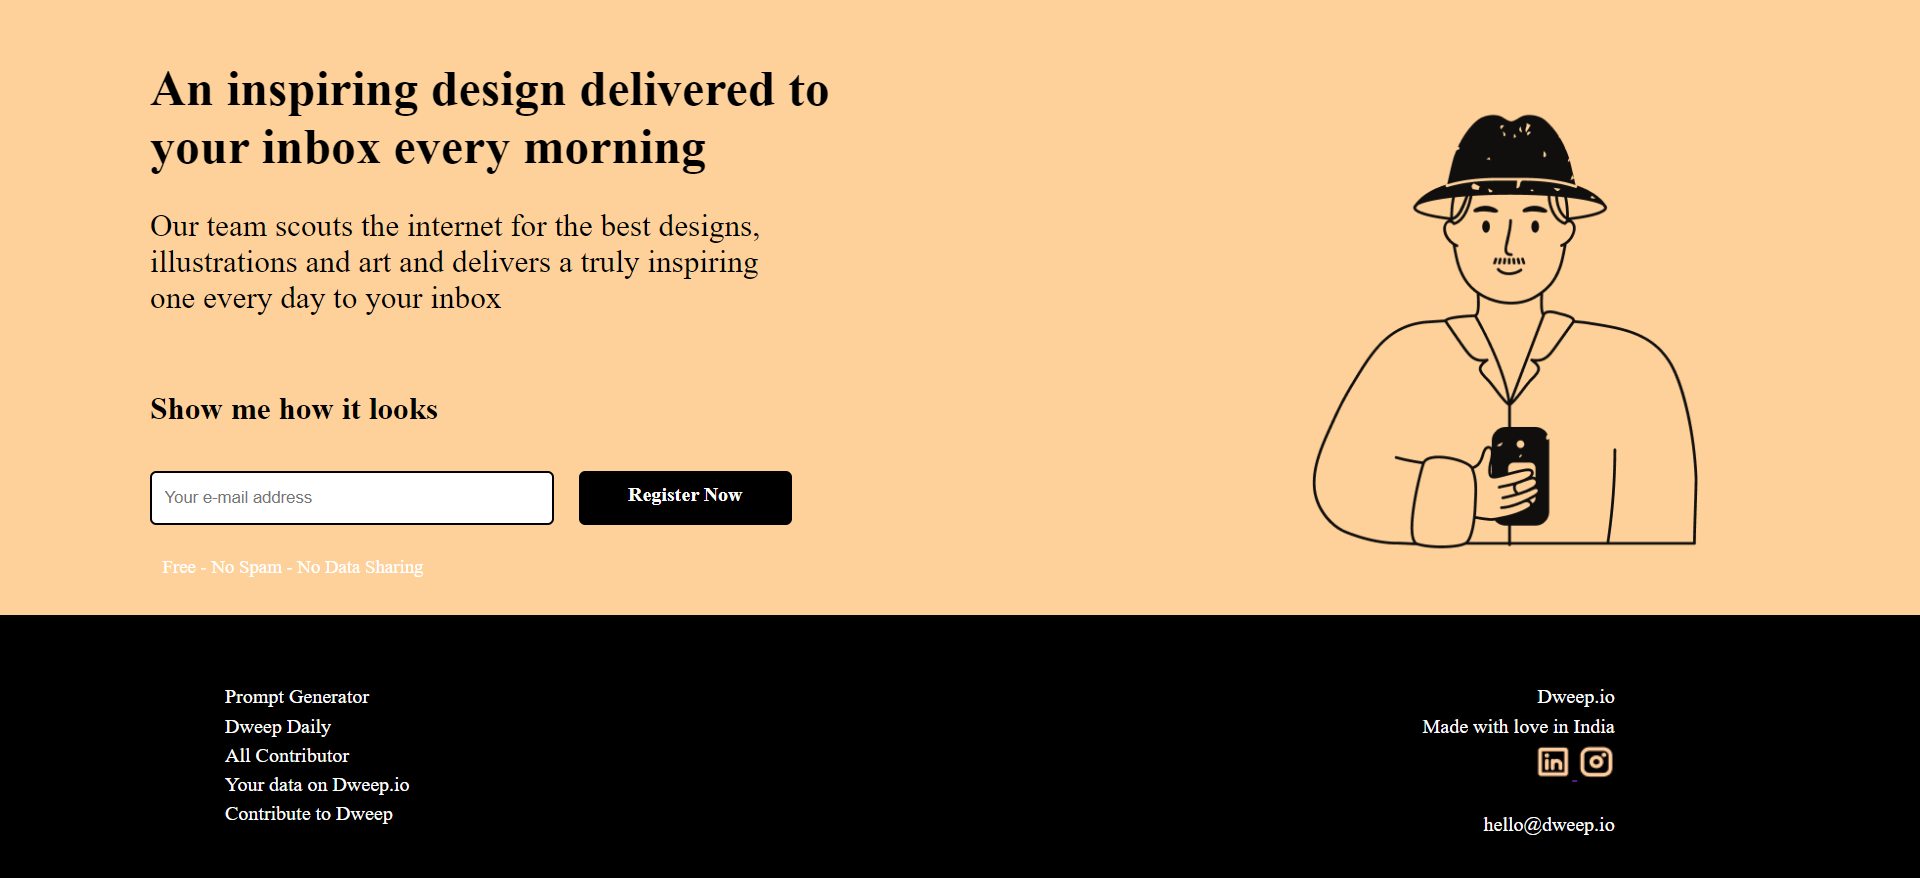 An inspiring design delivered to
your inbox every morning
Our team scouts the internet for the best designs,
illustrations and art and delivers a truly inspiring
one every day to your inbox
Show me how it looks
Your e-mail address
Register Now
Free - No Spam - No Data Sharing
Prompt Generator
Dweep Daily
All Contributor
Your data on Dweep.io
Contribute to Dweep
Dweep.io
Made with love in India
in
hello@dweep.io